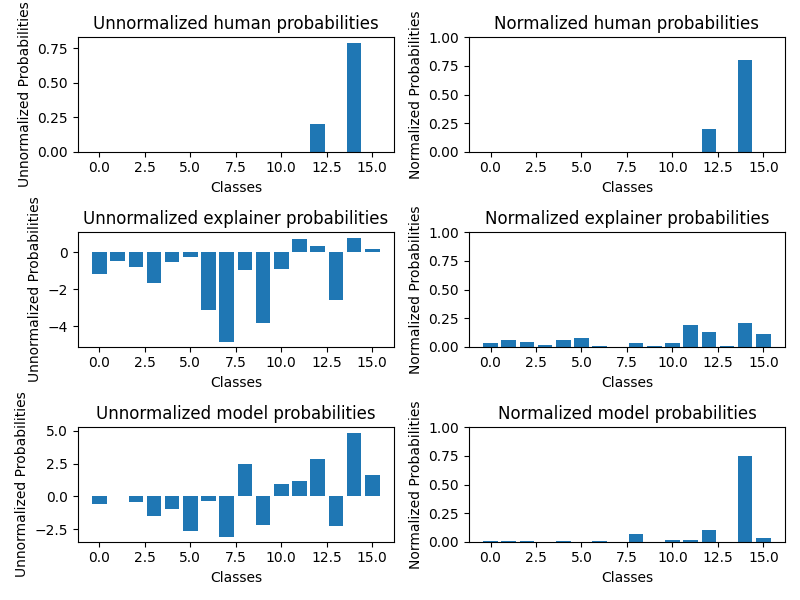 Unnormalized human probabilities
Unnormalized Probabilities
0.75
0.50
0.25
0.00
0.0 2.5 5.0 7.5 10.0 12.5 15.0
Classes
Normalized human probabilities
Normalized Probabilities
1.00
0.75
0.50
0.25
0.00
0.0 2.5 5.0 7.5 10.0 12.5 15.0
Classes
Unnormalized explainer probabilities
Unnormalized Probabilities
0
−2
−4
0.0 2.5 5.0 7.5 10.0 12.5 15.0
Classes
Normalized explainer probabilities
Normalized Probabilities
1.00
0.75
0.50
0.25
0.00
0.0 2.5 5.0 7.5 10.0 12.5 15.0
Classes
Unnormalized model probabilities
Unnormalized Probabilities
5.0
2.5
0.0
−2.5
0.0 2.5 5.0 7.5 10.0 12.5 15.0
Classes
Normalized model probabilities
Normalized Probabilities
1.00
0.75
0.50
0.25
0.00
0.0 2.5 5.0 7.5 10.0 12.5 15.0
Classes